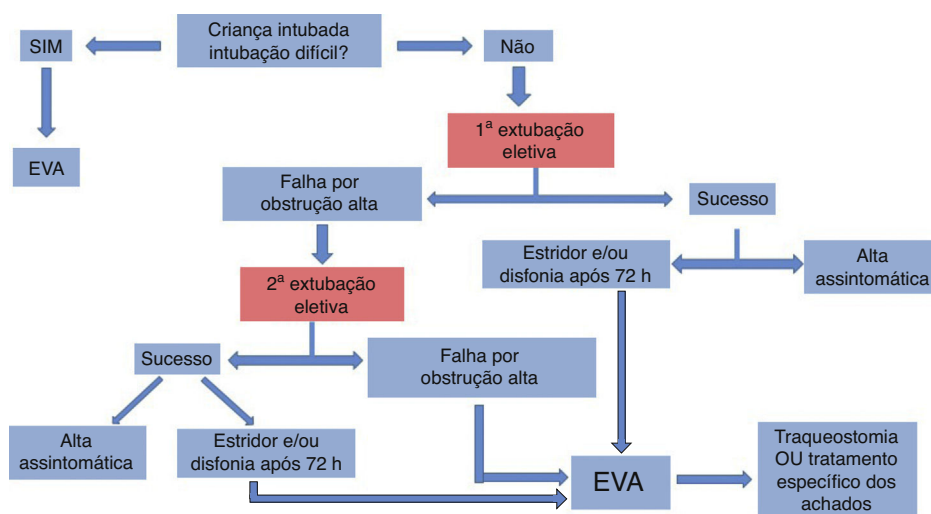 Criança intubada
intubação difícil?
SIM
Não
EVA
1ª extubação
eletiva
Falha por
obstrução alta
Sucesso
Estridor e/ou
disfonia após 72 h
Alta
assintomática
2ª extubação
eletiva
Sucesso
Falha por
obstrução alta
Alta
assintomática
Estridor e/ou
disfonia após 72 h
EVA
Traqueostomia
OU tratamento
específico dos
achados